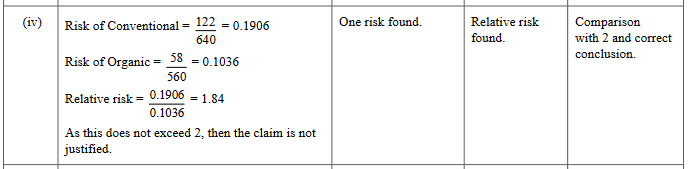 (iv)
Risk of Conventional = 122/640 = 0.1906
Risk of Organic = 58/560 = 0.1036
Relative risk = 0.1906/0.1036 = 1.84
As this does not exceed 2, then the claim is not
justified.
One risk found.
Relative risk
found.
Comparison
with 2 and correct
conclusion.